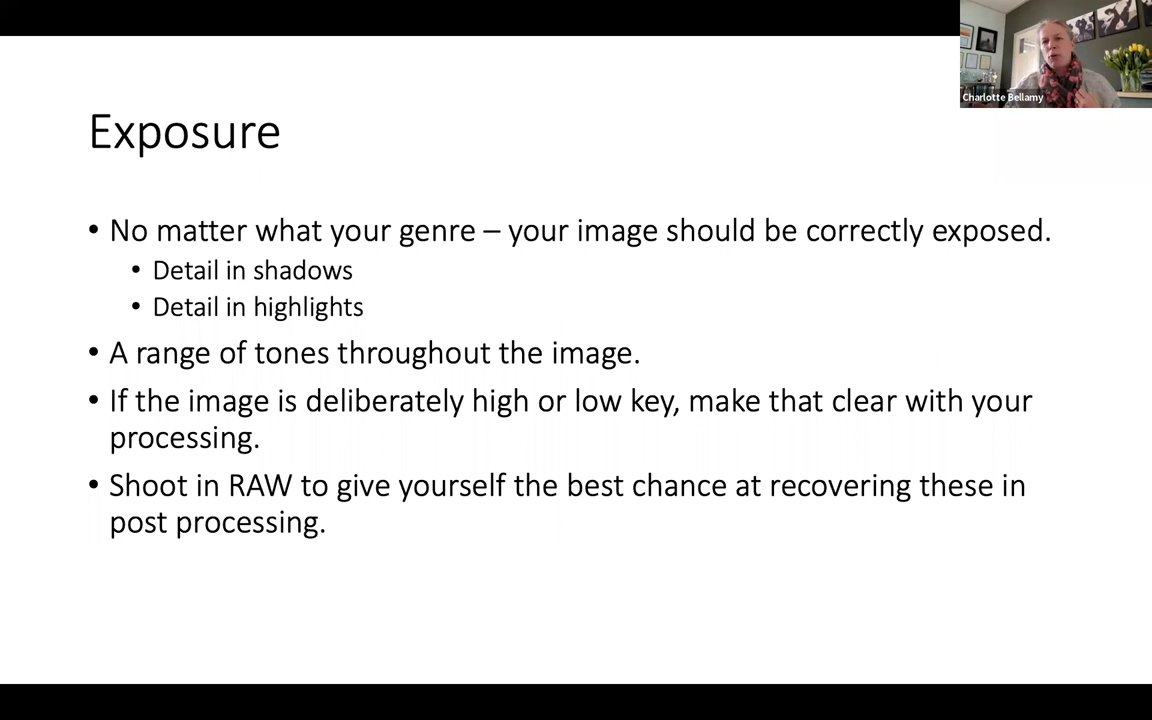 Charlotte Bellamy
Exposure
• No matter what your genre – your image should be correctly exposed.
• Detail in shadows
• Detail in highlights
• A range of tones throughout the image.
• If the image is deliberately high or low key, make that clear with your
processing.
• Shoot in RAW to give yourself the best chance at recovering these in
post processing.